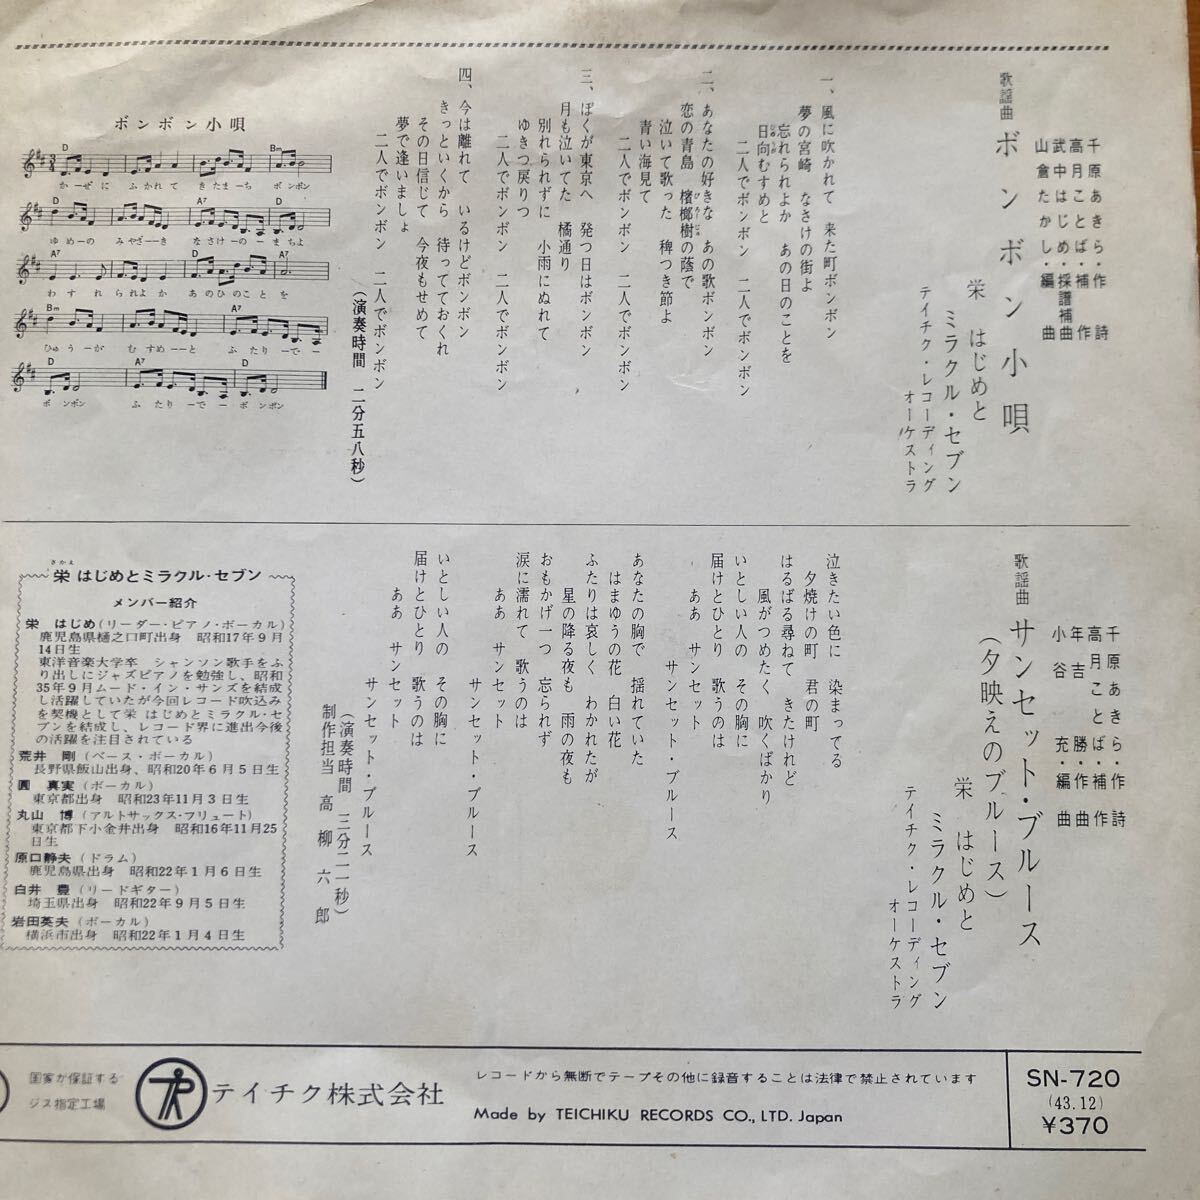 歌謡曲 ボンボン小唄
千原あきら・作詩
高月ことば・補作
武中はじめ・採譜補曲
山倉たかし・編曲
栄 はじめと
ミラクル・セブン
テイチク・レコーディング
オーケストラ
一、風に吹かれて 来た町ボンボン
夢の宮崎 なさけの街よ
忘れられよか あの日のことを
日向むすめと
二人でボンボン 二人でボンボン
二、あなたの好きな あの歌ボンボン
恋の青島 檳榔樹の蔭で
泣いて歌った 稗つき節よ
青い海見て
二人でボンボン 二人でボンボン
三、ぼくが東京へ 発つ日はボンボン
月も泣いてた 橘通り
別れられずに 小雨にぬれて
ゆきつ戻りつ
二人でボンボン 二人でボンボン
四、今は離れて いるけどボンボン
きっといくから 待ってておくれ
その日信じて 今夜もせめて
夢で逢いましょ
二人でボンボン 二人でボンボン
(演奏時間 二分五八秒)
ボンボン小唄
D Bm
かーぜに ふかれて きたまーち ボンボン
D A7 D
ゆめーの みやざーき なさけーのーまちよ
A7 D A7
わすれられよか あのひのことを
Bm D
ひゅうーが むすめーーと ふたりーでー
D A7 D
ボンボン ふたりーでーボンボン
歌謡曲 サンセット・ブルース
(夕映えのブルース)
千原あきら・作詩
高月ことば・補作
年吉 勝・作曲
小谷 充・編曲
栄 はじめと
ミラクル・セブン
テイチク・レコーディング
オーケストラ
泣きたい色に 染まってる
夕焼けの町 君の町
はるばる尋ねて きたけれど
風がつめたく 吹くばかり
いとしい人の その胸に
届けとひとり 歌うのは
ああ サンセット
サンセット・ブルース
あなたの胸で 揺れていた
はまゆうの花 白い花
ふたりは哀しく わかれたが
星の降る夜も 雨の夜も
おもかげ一つ 忘られず
涙に濡れて 歌うのは
ああ サンセット
サンセット・ブルース
いとしい人の その胸に
届けとひとり 歌うのは
ああ サンセット
サンセット・ブルース
(演奏時間 三分二一秒)
制作担当 高柳六郎
さかえ
栄 はじめとミラクル・セブン
メンバー紹介
栄 はじめ(リーダー・ピアノ・ボーカル)
鹿児島県樋之口町出身 昭和17年9月
14日生
東洋音楽大学卒 シャンソン歌手をふ
り出しにジャズピアノを勉強し、昭和
35年9月ムード・イン・サンズを結成
し活躍していたが今回レコード吹込み
を契機として栄 はじめとミラクル・セ
ブンを結成し、レコード界に進出今後
の活躍を注目されている
荒井 剛(ベース・ボーカル)
長野県飯山出身、昭和20年6月5日生
圓 真実(ボーカル)
東京都出身 昭和23年11月3日生
丸山 博(アルトサックス・フリュート)
東京都下小金井出身 昭和16年11月25
日生
原口静夫(ドラム)
鹿児島県出身 昭和22年1月6日生
白井 豊(リードギター)
埼玉県出身 昭和22年9月5日生
岩田英夫(ボーカル)
横浜市出身 昭和22年1月4日生
国家が保証する
ジス指定工場
テイチク株式会社
レコードから無断でテープその他に録音することは法律で禁止されています
Made by TEICHIKU RECORDS CO., LTD. Japan
SN-720
(43.12)
¥370